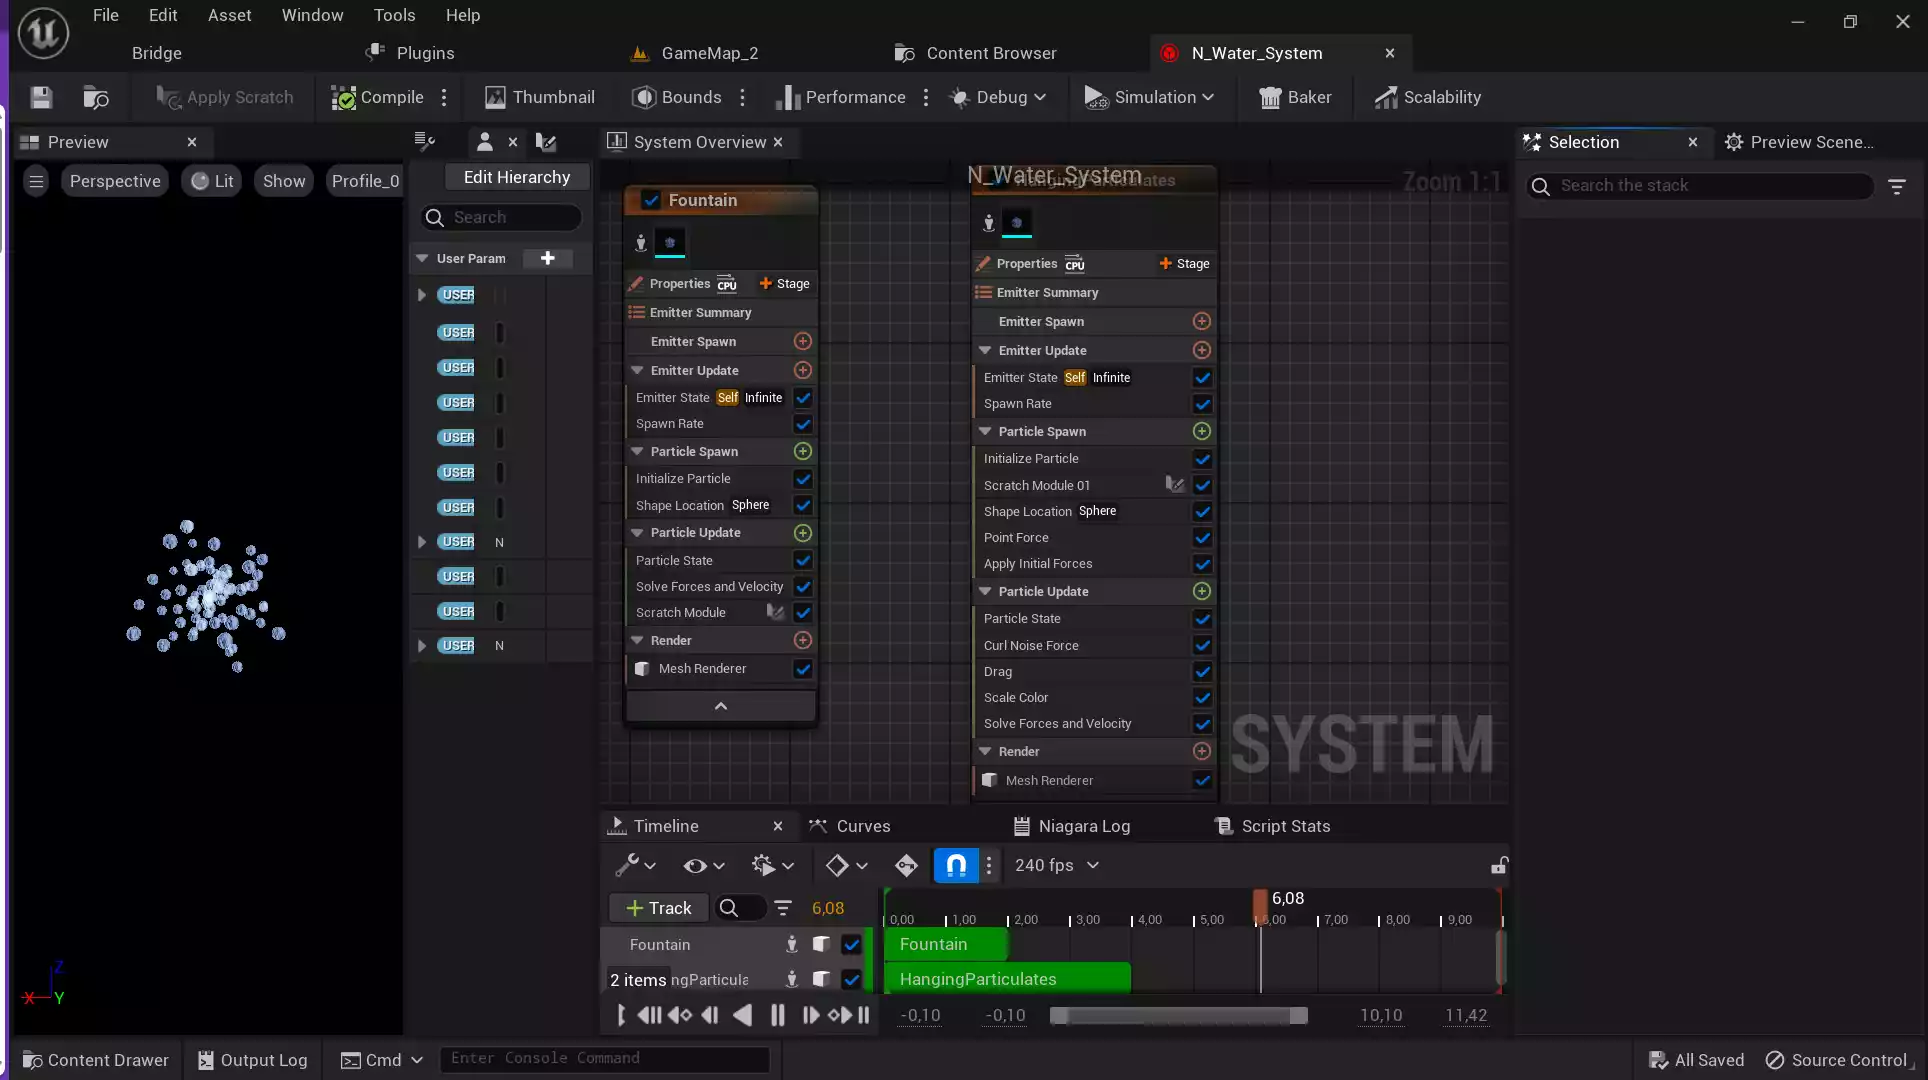 File Edit Asset Window Tools Help
Bridge Plugins GameMap_2 Content Browser N_Water_System
Apply Scratch Compile Thumbnail Bounds Performance Debug Simulation Baker Scalability
Preview
Perspective Lit Show Profile_0
Edit Hierarchy
Search
User Param
USER
USER
USER
USER
USER
USER
USER
USER N
USER
USER
USER N
System Overview
N_Water_System
Zoom 1:1
Fountain
Properties CPU Stage
Emitter Summary
Emitter Spawn
Emitter Update
Emitter State Self Infinite
Spawn Rate
Particle Spawn
Initialize Particle
Shape Location Sphere
Particle Update
Particle State
Solve Forces and Velocity
Scratch Module
Render
Mesh Renderer
HangingParticulates
Properties CPU Stage
Emitter Summary
Emitter Spawn
Emitter Update
Emitter State Self Infinite
Spawn Rate
Particle Spawn
Initialize Particle
Scratch Module 01
Shape Location Sphere
Point Force
Apply Initial Forces
Particle Update
Particle State
Curl Noise Force
Drag
Scale Color
Solve Forces and Velocity
Render
Mesh Renderer
SYSTEM
Selection Preview Scene...
Search the stack
Timeline Curves Niagara Log Script Stats
240 fps
Track 6,08
6,08
0,00 1,00 2,00 3,00 4,00 5,00 6,00 7,00 8,00 9,00
Fountain Fountain
2 items ngParticula HangingParticulates
-0,10 -0,10 10,10 11,42
Z
X Y
Content Drawer Output Log Cmd Enter Console Command All Saved Source Control